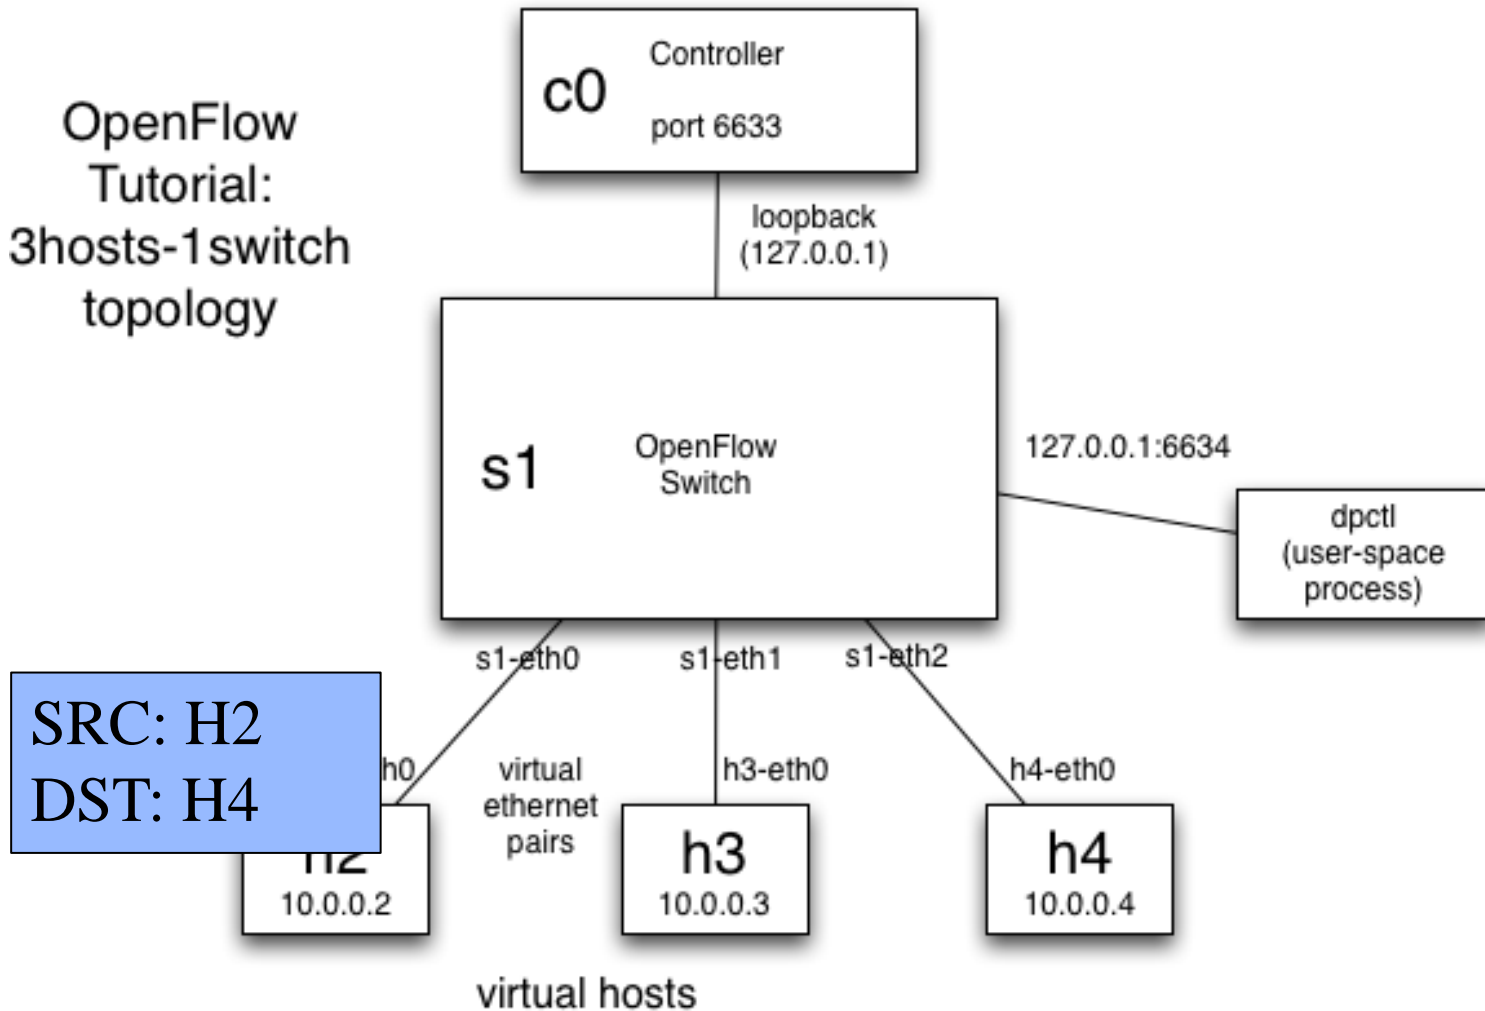 OpenFlow
Tutorial:
3hosts-1switch
topology
c0
Controller
port 6633
loopback
(127.0.0.1)
s1
OpenFlow
Switch
127.0.0.1:6634
dpctl
(user-space
process)
s1-eth0
s1-eth1
s1-eth2
SRC: H2
DST: H4
h0
virtual
ethernet
pairs
h3-eth0
h4-eth0
h2
10.0.0.2
h3
10.0.0.3
h4
10.0.0.4
virtual hosts